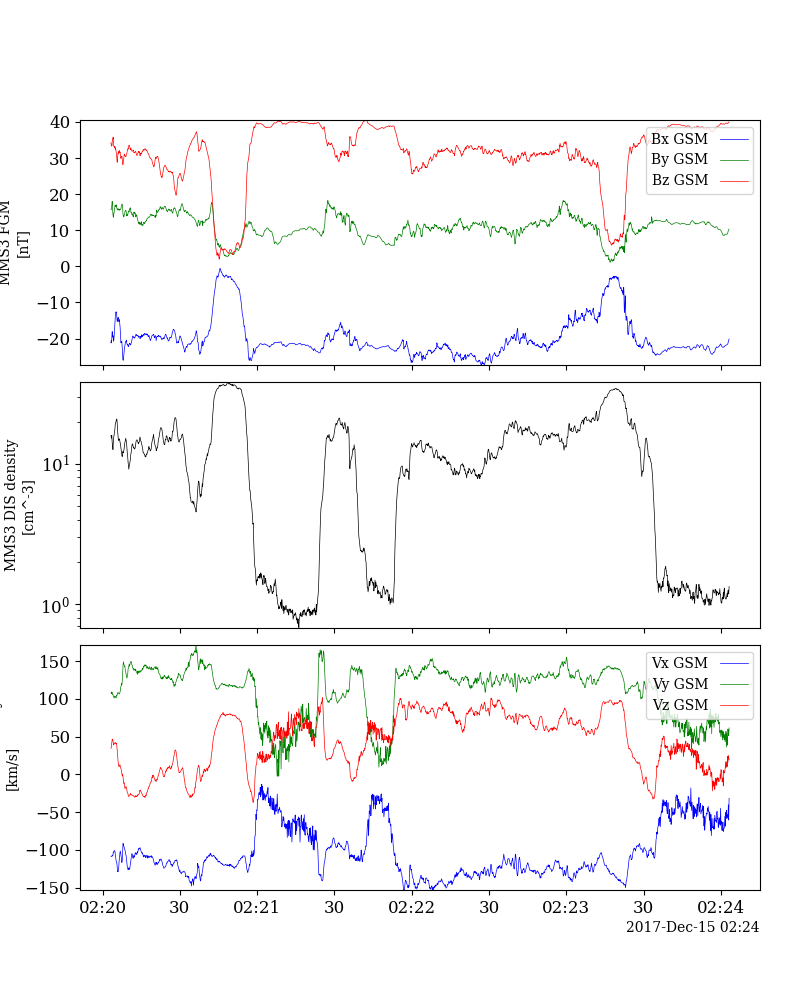 40
30
20
10
0
−10
−20
MMS3 FGM
[nT]
Bx GSM
By GSM
Bz GSM
10^1
10^0
MMS3 DIS density
[cm^-3]
150
100
50
0
−50
−100
−150
[km/s]
Vx GSM
Vy GSM
Vz GSM
02:20 30 02:21 30 02:22 30 02:23 30 02:24
2017-Dec-15 02:24